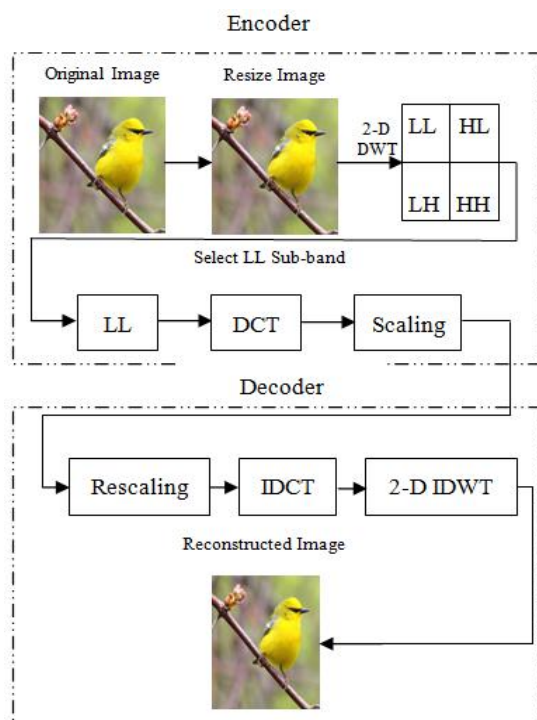 Encoder
Original Image
Resize Image
2-D
DWT
LL HL
LH HH
Select LL Sub-band
LL
DCT
Scaling
Decoder
Rescaling
IDCT
2-D IDWT
Reconstructed Image